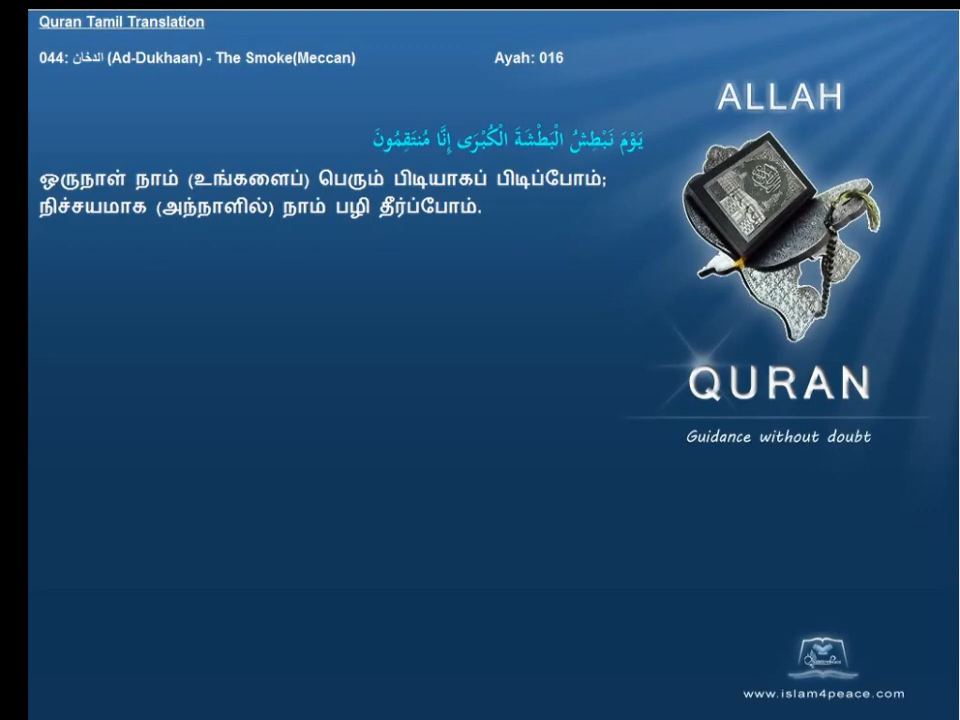 Quran Tamil Translation
044: الدخان (Ad-Dukhaan) - The Smoke(Meccan) Ayah: 016
ALLAH
يَوْمَ نَبْطِشُ الْبَطْشَةَ الْكُبْرَى إِنَّا مُنتَقِمُونَ
ஒருநாள் நாம் (உங்களைப்) பெரும் பிடியாகப் பிடிப்போம்;
நிச்சயமாக (அந்நாளில்) நாம் பழி தீர்ப்போம்.
QURAN
Guidance without doubt
www.islam4peace.com